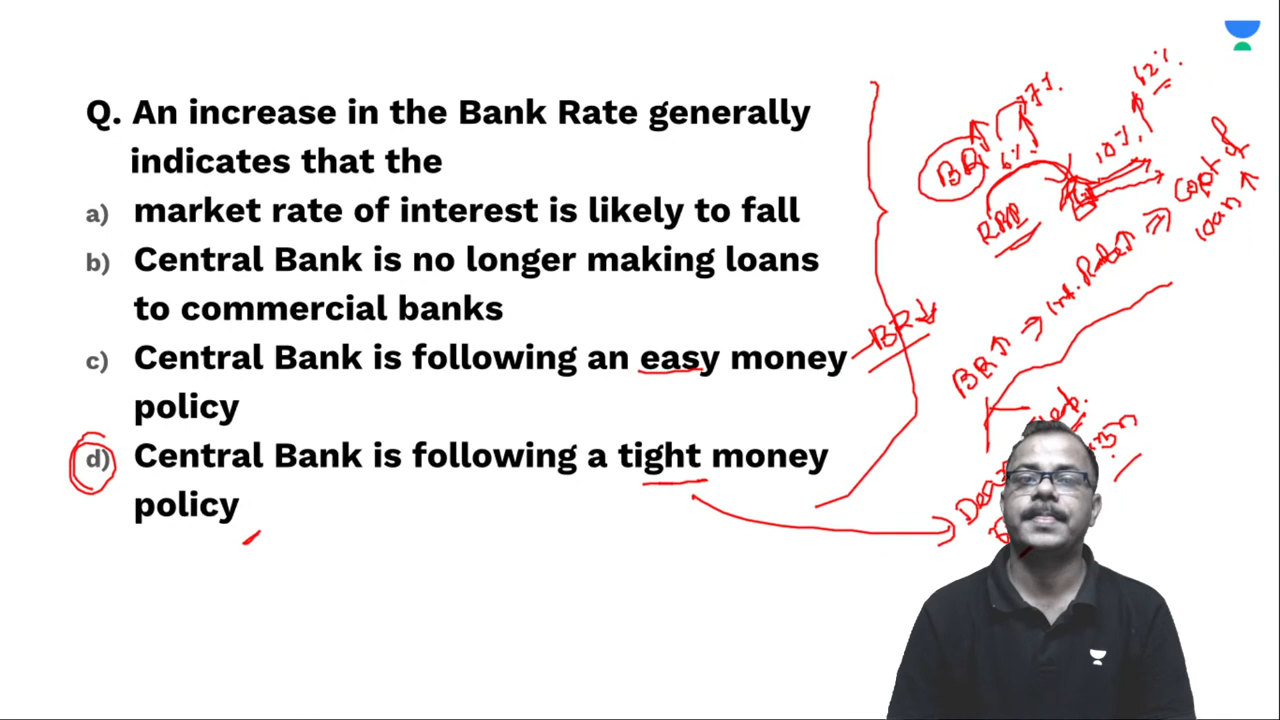 Q. An increase in the Bank Rate generally
indicates that the
a) market rate of interest is likely to fall
b) Central Bank is no longer making loans
to commercial banks
c) Central Bank is following an easy money
policy
d) Central Bank is following a tight money
policy
BR↑ 6% 7%
10% 12%
RBI
BR↑ ⇒ int. Rate↑ ⇒ Cost of
loan ↑
BR↓